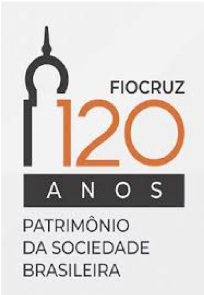 FIOCRUZ
120
ANOS
PATRIMÔNIO
DA SOCIEDADE
BRASILEIRA